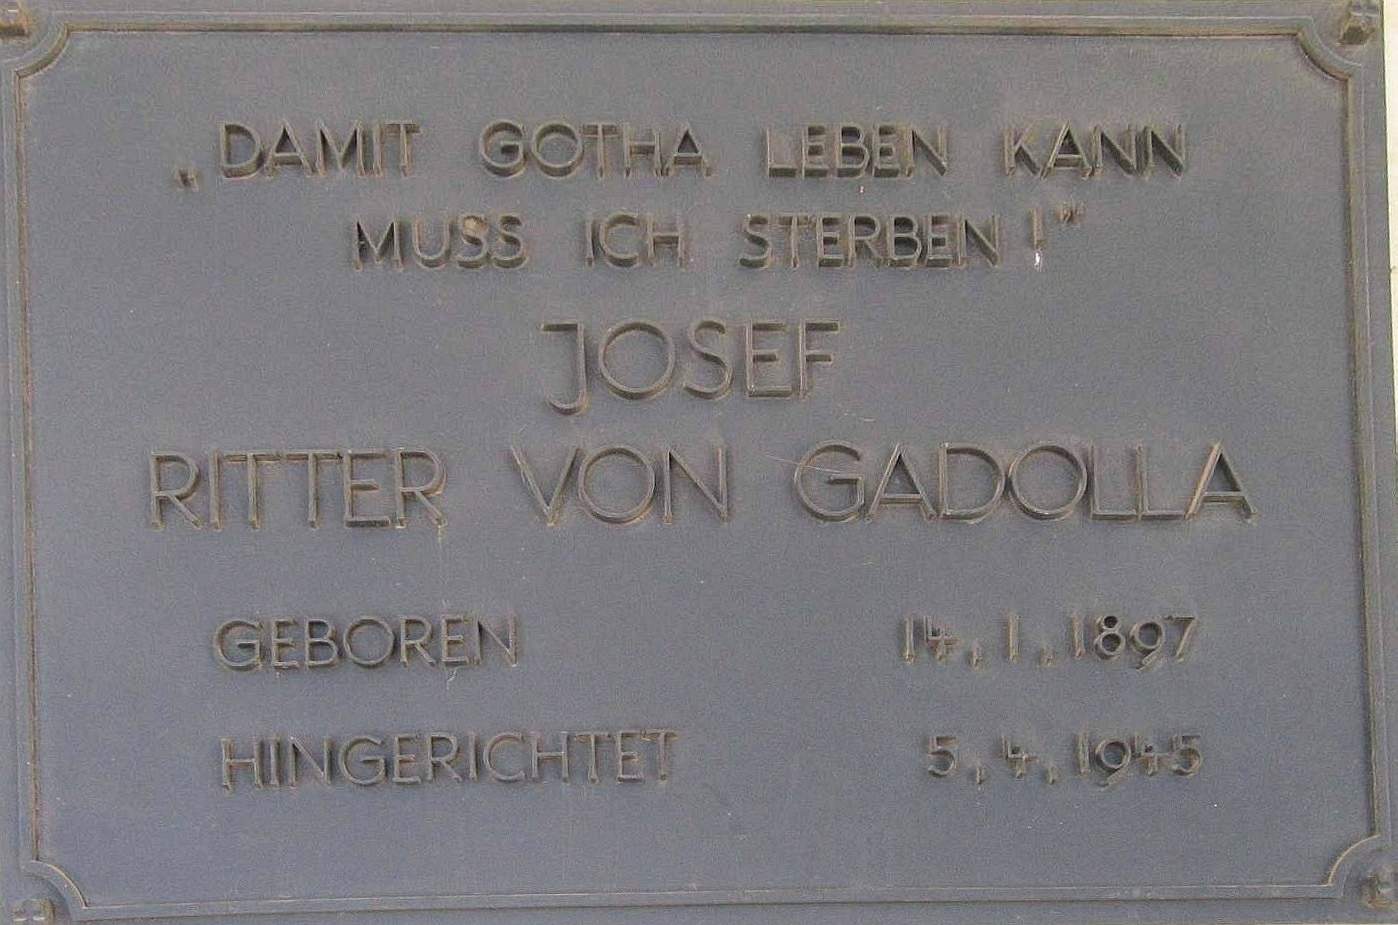 „DAMIT GOTHA LEBEN KANN
MUSS ICH STERBEN!”
JOSEF
RITTER VON GADOLLA
GEBOREN 14.1.1897
HINGERICHTET 5.4.1945